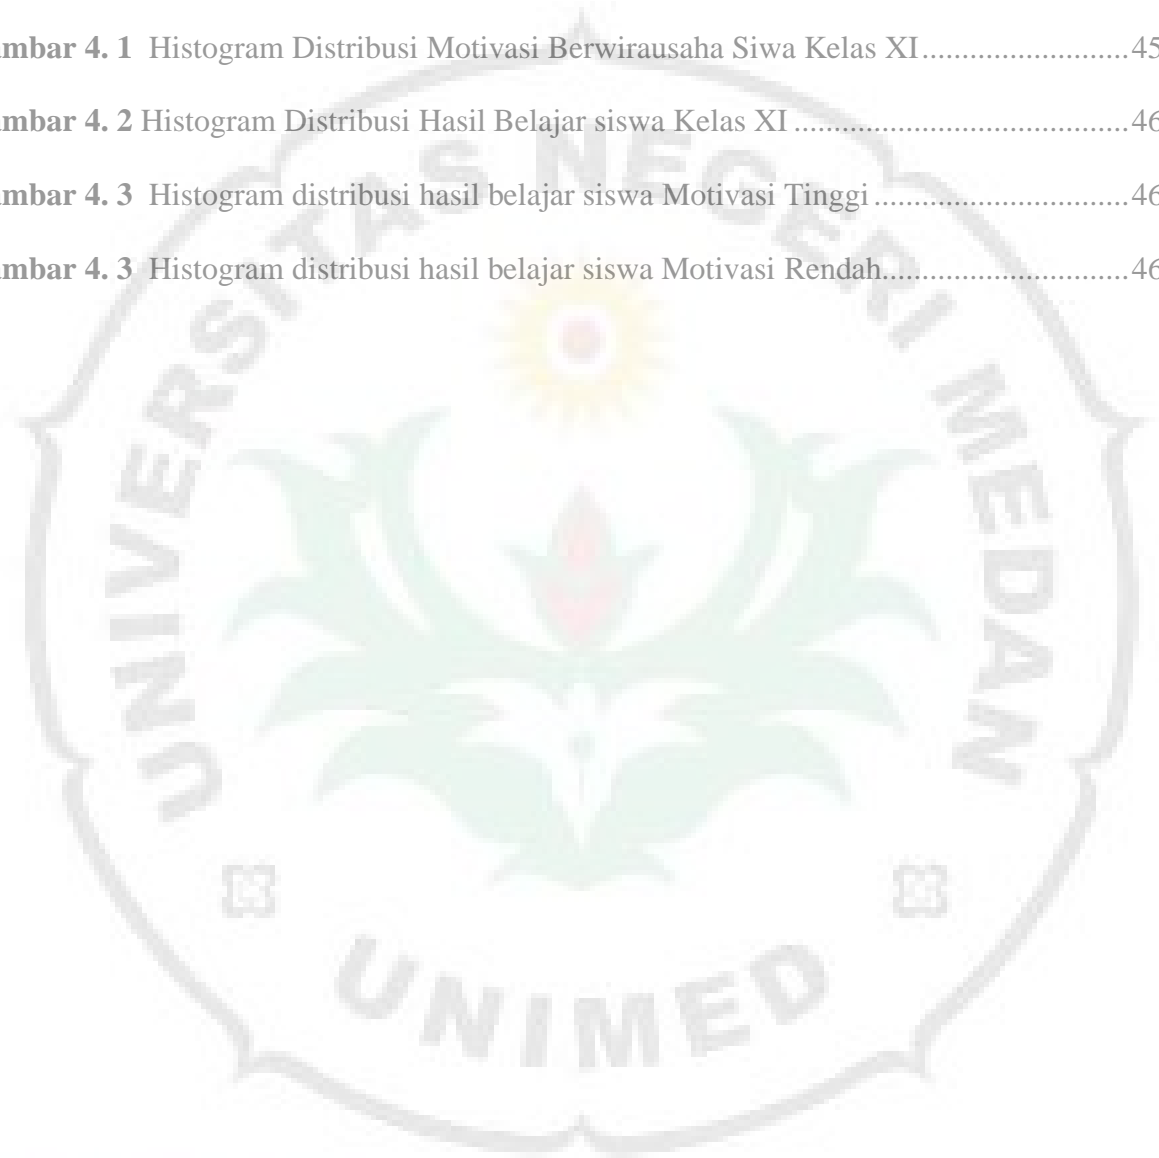 ambar 4. 1 Histogram Distribusi Motivasi Berwirausaha Siwa Kelas XI.......................45
ambar 4. 2 Histogram Distribusi Hasil Belajar siswa Kelas XI ..................................46
ambar 4. 3 Histogram distribusi hasil belajar siswa Motivasi Tinggi ..........................46
ambar 4. 3 Histogram distribusi hasil belajar siswa Motivasi Rendah.........................46
UNIVERSITAS NEGERI MEDAN
UNIMED